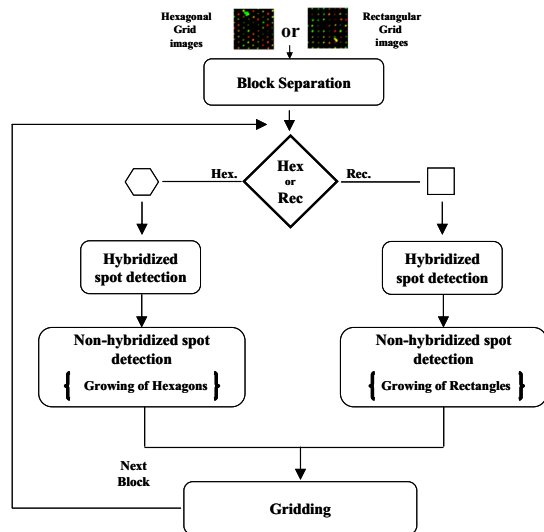 Hexagonal
Grid
images
or
Rectangular
Grid
images
Block Separation
Hex.
Hex
or
Rec
Rec.
Hybridized
spot detection
Hybridized
spot detection
Non-hybridized spot
detection
{ Growing of Hexagons }
Non-hybridized spot
detection
{ Growing of Rectangles }
Next
Block
Gridding